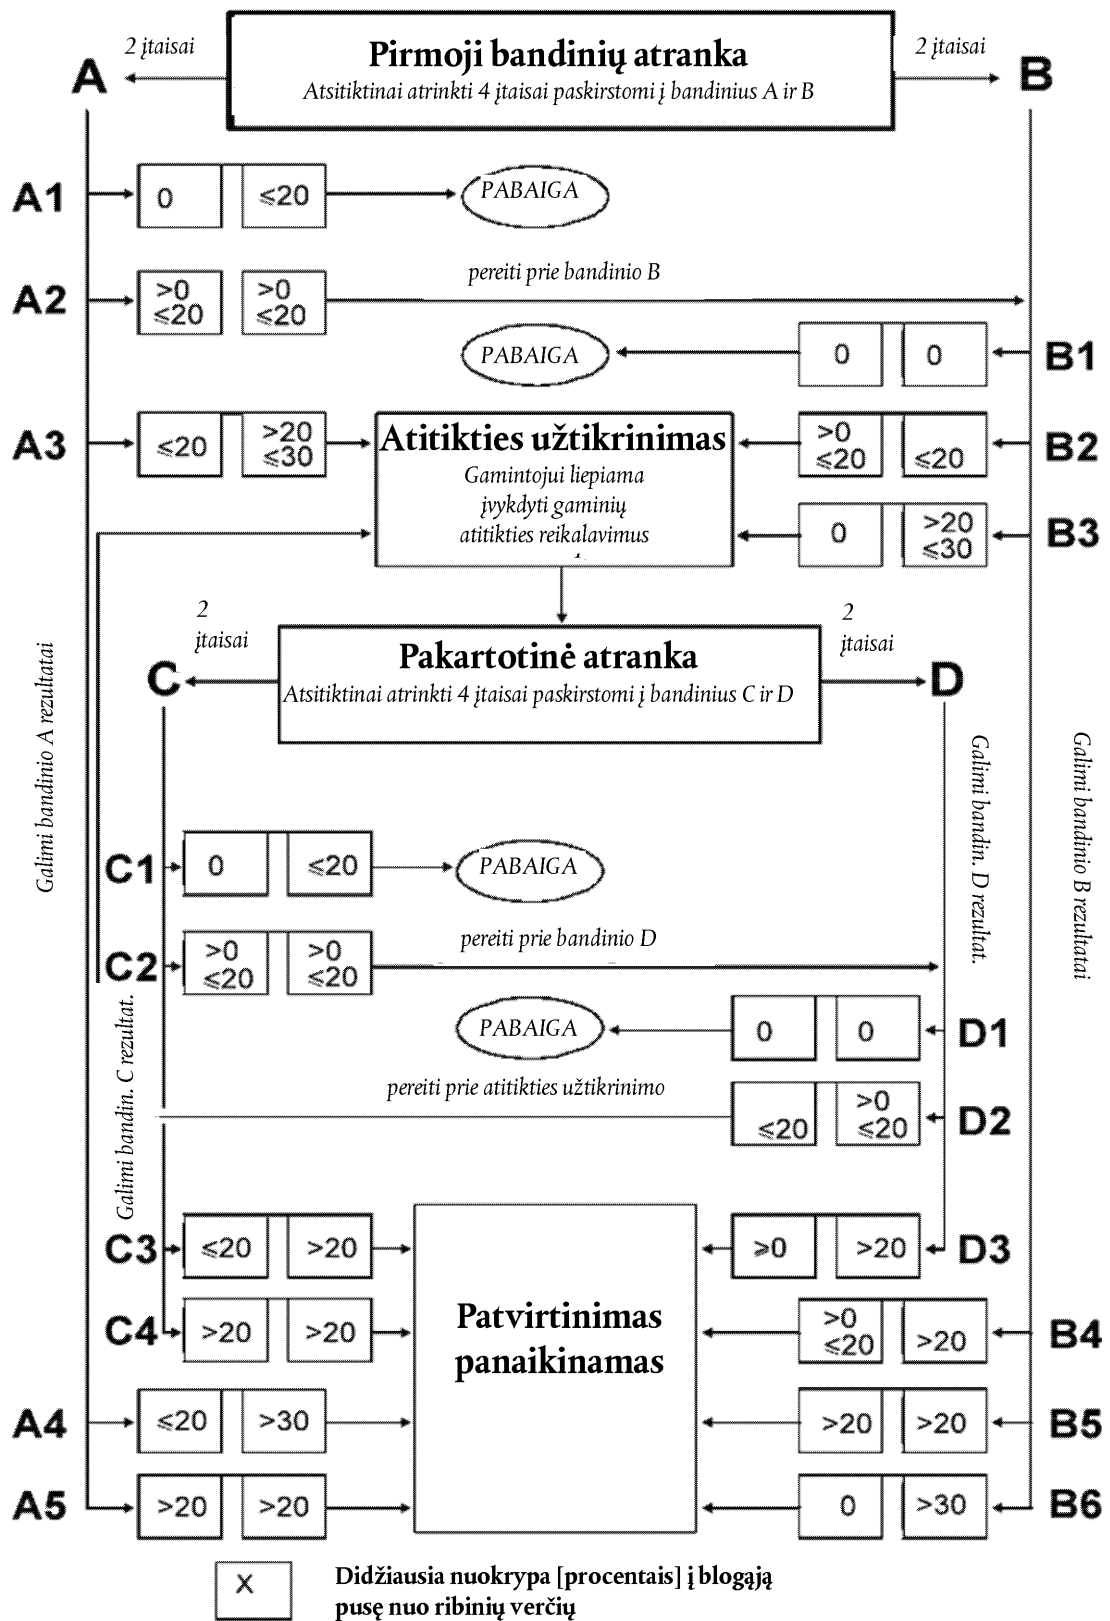 2 įtaisai
Pirmoji bandinių atranka
Atsitiktinai atrinkti 4 įtaisai paskirstomi į bandinius A ir B
2 įtaisai
A
B
A1
0
≤20
PABAIGA
A2
>0
≤20
>0
≤20
pereiti prie bandinio B
PABAIGA
0
0
B1
A3
≤20
>20
≤30
Atitikties užtikrinimas
Gamintojui liepiama
įvykdyti gaminių
atitikties reikalavimus
>0
≤20
≤20
B2
0
>20
≤30
B3
2
įtaisai
Pakartotinė atranka
Atsitiktinai atrinkti 4 įtaisai paskirstomi į bandinius C ir D
2
įtaisai
C
D
Galimi bandinio A rezultatai
Galimi bandin. D rezultat.
Galimi bandinio B rezultatai
C1
0
≤20
PABAIGA
C2
>0
≤20
>0
≤20
pereiti prie bandinio D
Galimi bandin. C rezultat.
PABAIGA
0
0
D1
pereiti prie atitikties užtikrinimo
≤20
>0
≤20
D2
C3
≤20
>20
Patvirtinimas
panaikinamas
≥0
>20
D3
C4
>20
>20
>0
≤20
>20
B4
A4
≤20
>30
>20
>20
B5
A5
>20
>20
0
>30
B6
X
Didžiausia nuokrypa [procentais] į blogąją
pusę nuo ribinių verčių